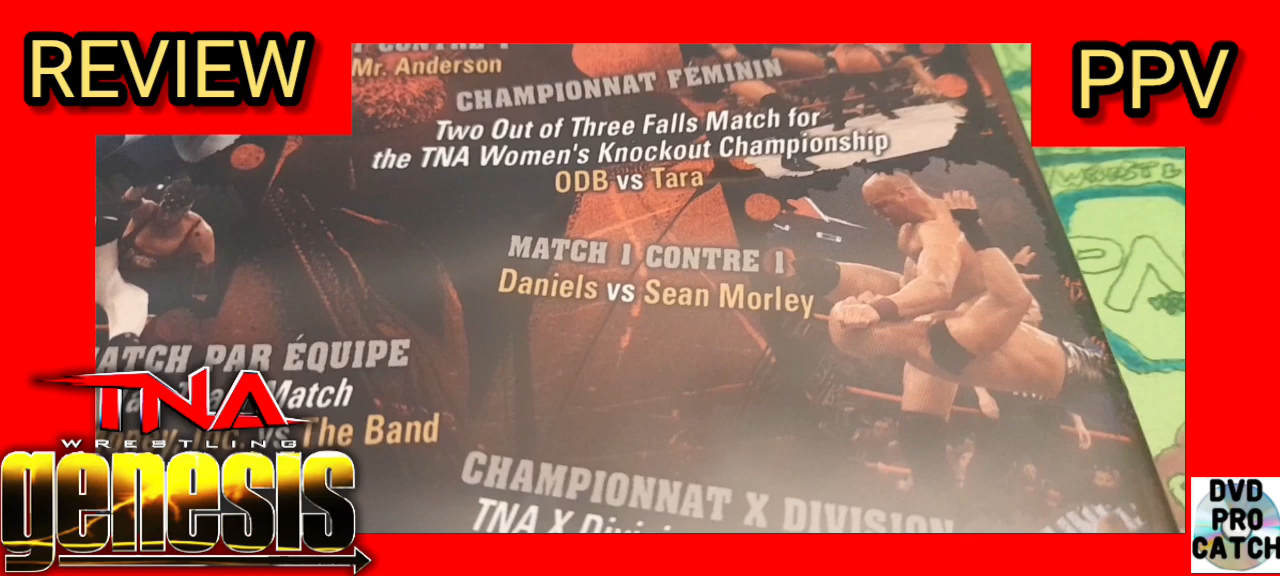 REVIEW
PPV
Mr. Anderson
CHAMPIONNAT FÉMININ
Two Out of Three Falls Match for
the TNA Women's Knockout Championship
ODB vs Tara
MATCH 1 CONTRE 1
Daniels vs Sean Morley
MATCH PAR ÉQUIPE
Match
vs The Band
CHAMPIONNAT X DIVISION
TNA X
TNA
WRESTLING
genesis
DVD
PRO
CATCH